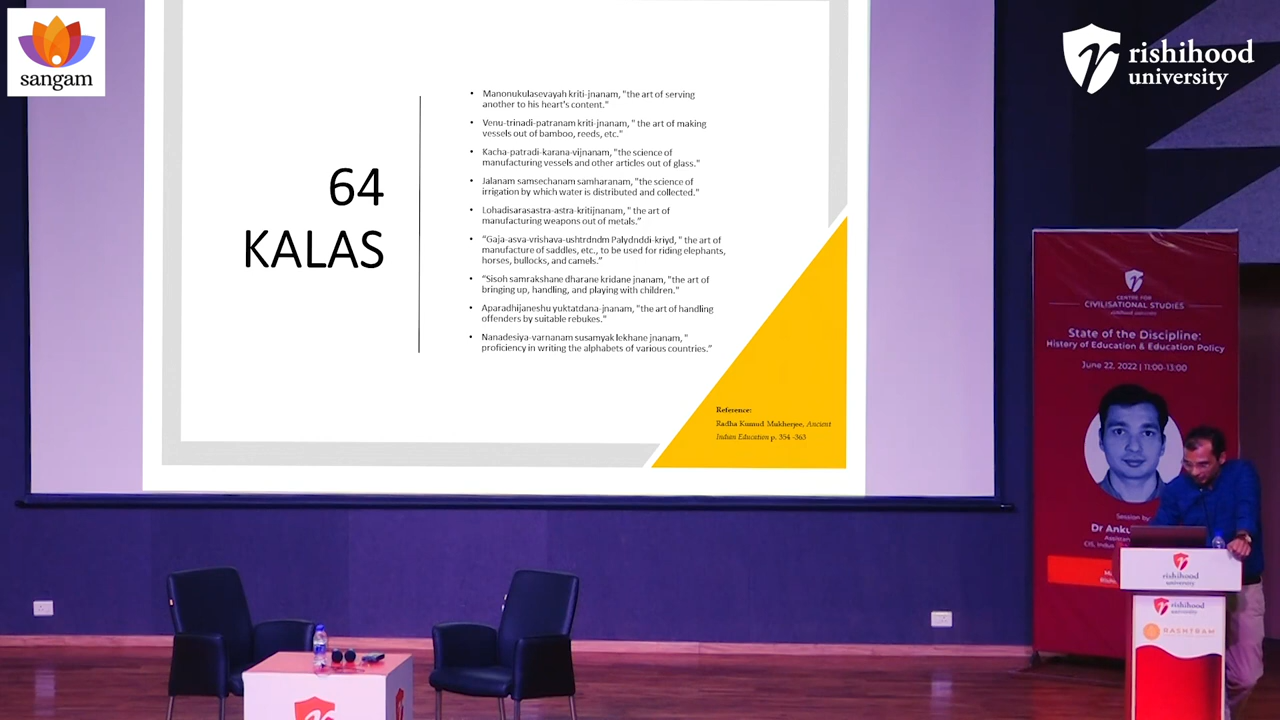 sangam
rishihood
university
64
KALAS
• Manonukulasevayah kriti-jnanam, "the art of serving
another to his heart's content."
• Venu-trinadi-patranam kriti-jnanam, " the art of making
vessels out of bamboo, reeds, etc."
• Kacha-patradi-karana-vijnanam, "the science of
manufacturing vessels and other articles out of glass."
• Jalanam samsechanam samharanam, "the science of
irrigation by which water is distributed and collected."
• Lohadisarasastra-astra-kritijnanam, " the art of
manufacturing weapons out of metals."
• "Gaja-asva-vrishava-ushtrdndm Palydnddi-kriyd, " the art of
manufacture of saddles, etc., to be used for riding elephants,
horses, bullocks, and camels."
• "Sisoh samrakshane dharane kridane jnanam, "the art of
bringing up, handling, and playing with children."
• Aparadhijaneshu yuktatdana-jnanam, "the art of handling
offenders by suitable rebukes."
• Nanadesiya-varnanam susamyak lekhane jnanam, "
proficiency in writing the alphabets of various countries."
Reference:
Radha Kumud Mukherjee, Ancient
Indian Education p. 354 -363
CENTRE FOR
CIVILISATIONAL STUDIES
State of the Discipline:
History of Education & Education Policy
June 22, 2022 | 11:00-13:00
Session by
Dr
rishihood
university
rishihood
university
RASHTRAM